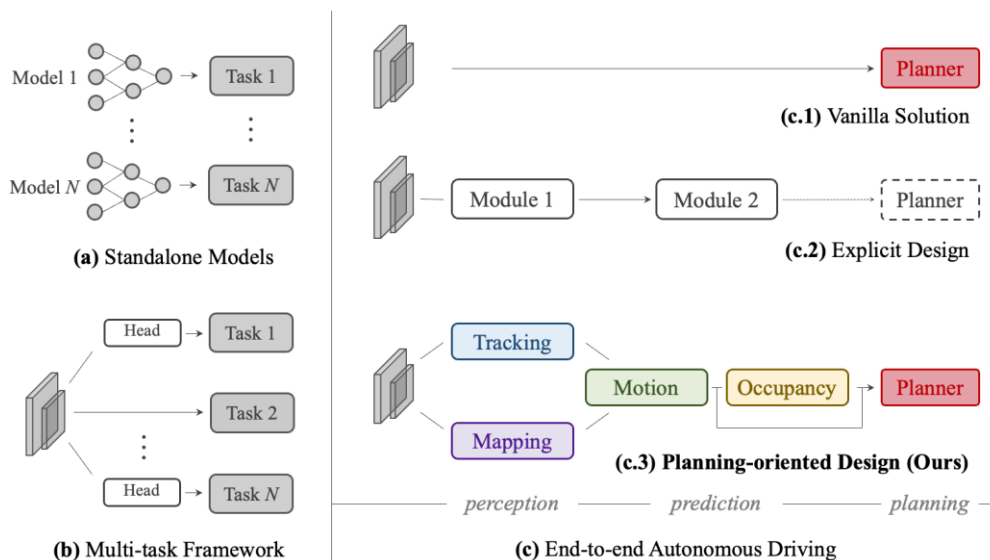 Model 1
Task 1
Model N
Task N
(a) Standalone Models
Head
Task 1
Task 2
Head
Task N
(b) Multi-task Framework
Planner
(c.1) Vanilla Solution
Module 1
Module 2
Planner
(c.2) Explicit Design
Tracking
Mapping
Motion
Occupancy
Planner
(c.3) Planning-oriented Design (Ours)
perception
prediction
planning
(c) End-to-end Autonomous Driving